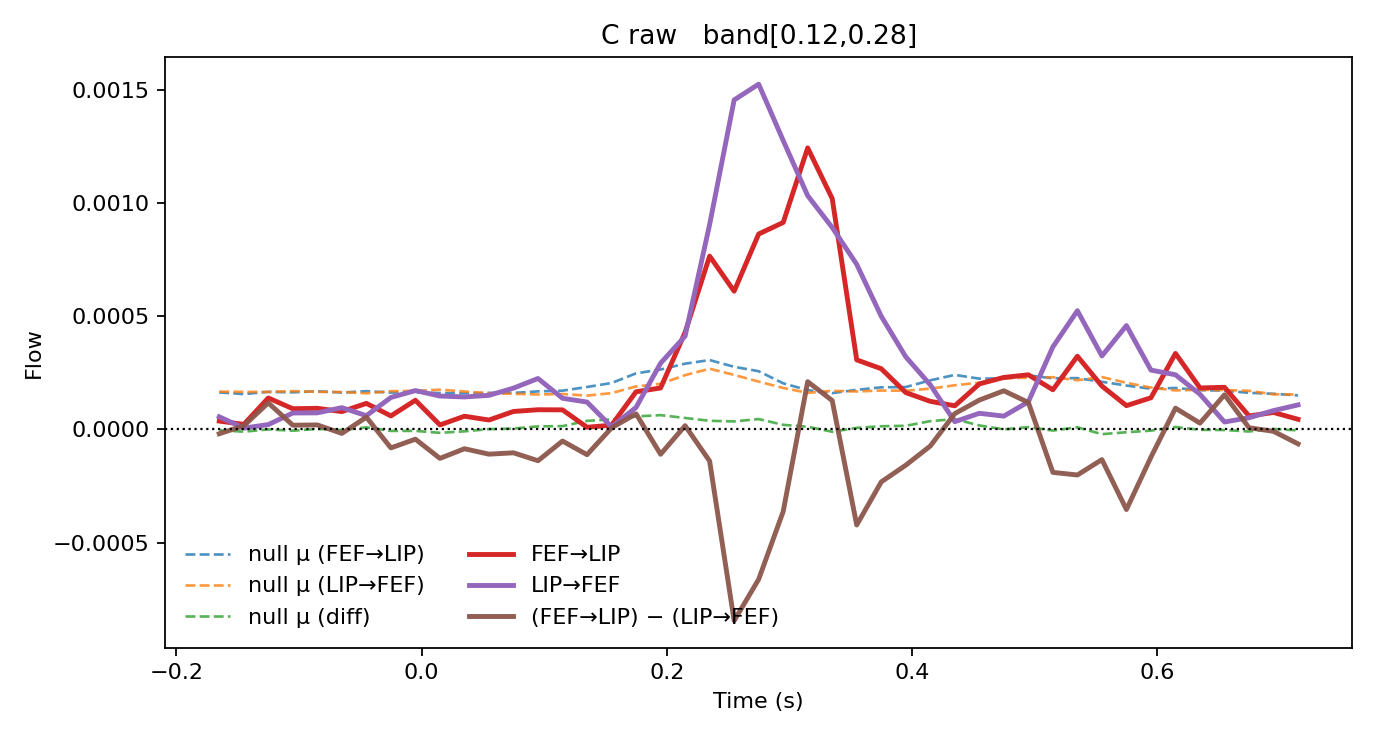 C raw   band[0.12,0.28]
0.0015
0.0010
0.0005
0.0000
−0.0005
Flow
null µ (FEF→LIP)
null µ (LIP→FEF)
null µ (diff)
FEF→LIP
LIP→FEF
(FEF→LIP) − (LIP→FEF)
−0.2 0.0 0.2 0.4 0.6
Time (s)